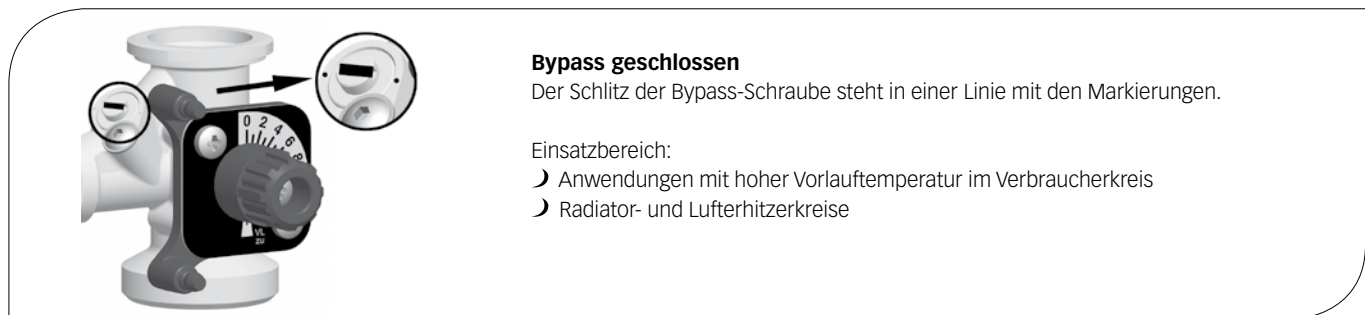 Bypass geschlossen
Der Schlitz der Bypass-Schraube steht in einer Linie mit den Markierungen.
Einsatzbereich:
Anwendungen mit hoher Vorlauftemperatur im Verbraucherkreis
Radiator- und Lufterhitzerkreise
0 2 4 6 8
VL
zu